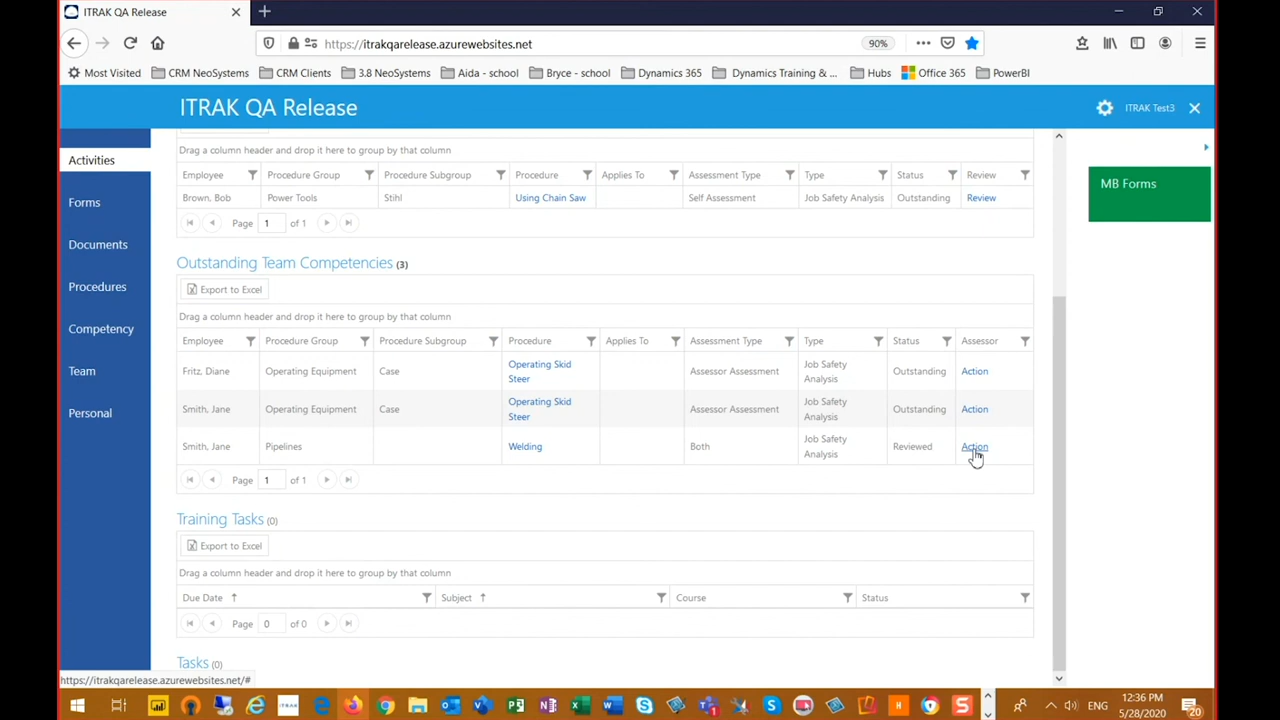 ITRAK QA Release
https://itrakqarelease.azurewebsites.net
90%
Most Visited CRM NeoSystems CRM Clients 3.8 NeoSystems Aida - school Bryce - school Dynamics 365 Dynamics Training & ... Hubs Office 365 PowerBI
ITRAK QA Release
ITRAK Test3
Activities
Forms
Documents
Procedures
Competency
Team
Personal
MB Forms
Drag a column header and drop it here to group by that column
Employee Procedure Group Procedure Subgroup Procedure Applies To Assessment Type Type Status Review
Brown, Bob Power Tools Stihl Using Chain Saw Self Assessment Job Safety Analysis Outstanding Review
Page 1 of 1
Outstanding Team Competencies (3)
Export to Excel
Drag a column header and drop it here to group by that column
Employee Procedure Group Procedure Subgroup Procedure Applies To Assessment Type Type Status Assessor
Fritz, Diane Operating Equipment Case Operating Skid Steer Assessor Assessment Job Safety Analysis Outstanding Action
Smith, Jane Operating Equipment Case Operating Skid Steer Assessor Assessment Job Safety Analysis Outstanding Action
Smith, Jane Pipelines Welding Both Job Safety Analysis Reviewed Action
Page 1 of 1
Training Tasks (0)
Export to Excel
Drag a column header and drop it here to group by that column
Due Date Subject Course Status
Page 0 of 0
Tasks (0)
https://itrakqarelease.azurewebsites.net/#
ENG
12:36 PM
5/28/2020
20